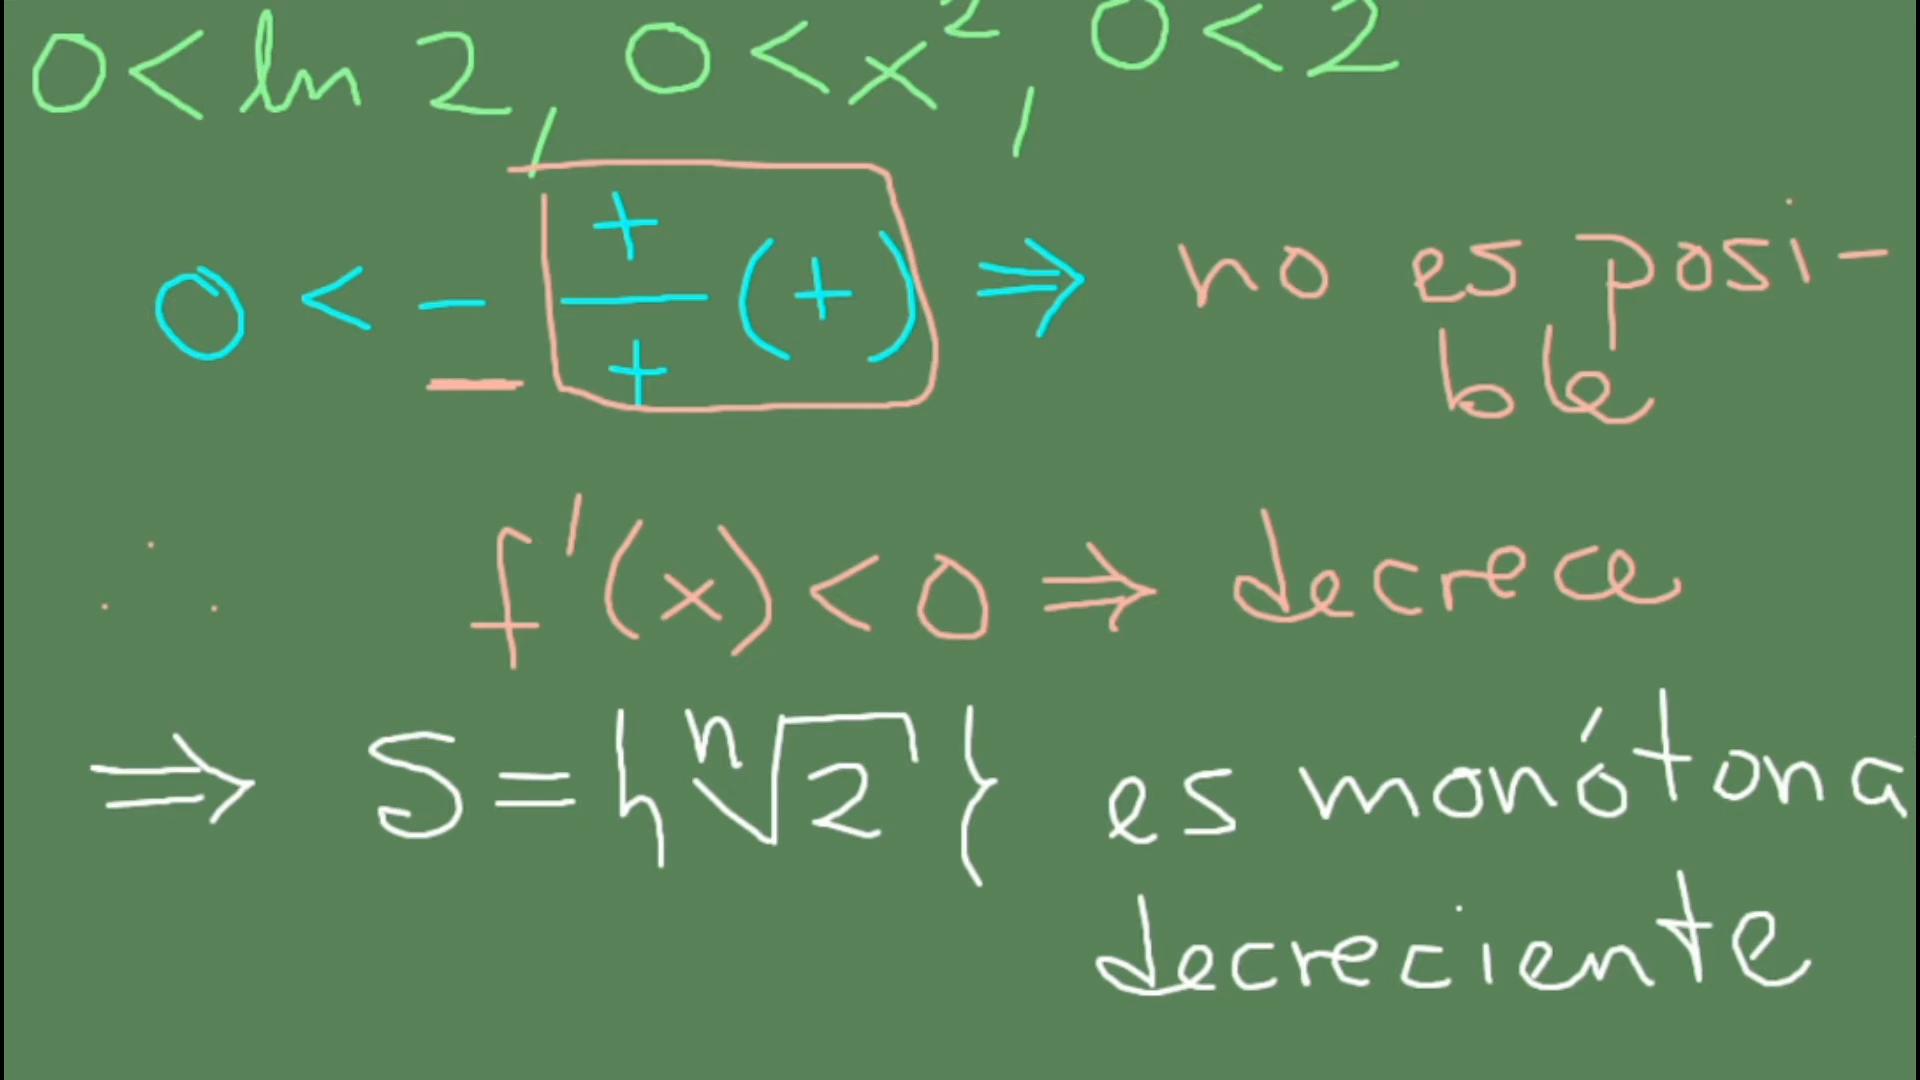 0 < ln 2, 0 < x², 0 < 2
0 < - + / + (+) ⇒ no es posi-
ble
∴ f'(x) < 0 ⇒ decrece
⇒ S = {ⁿ√2} es monótona
decreciente